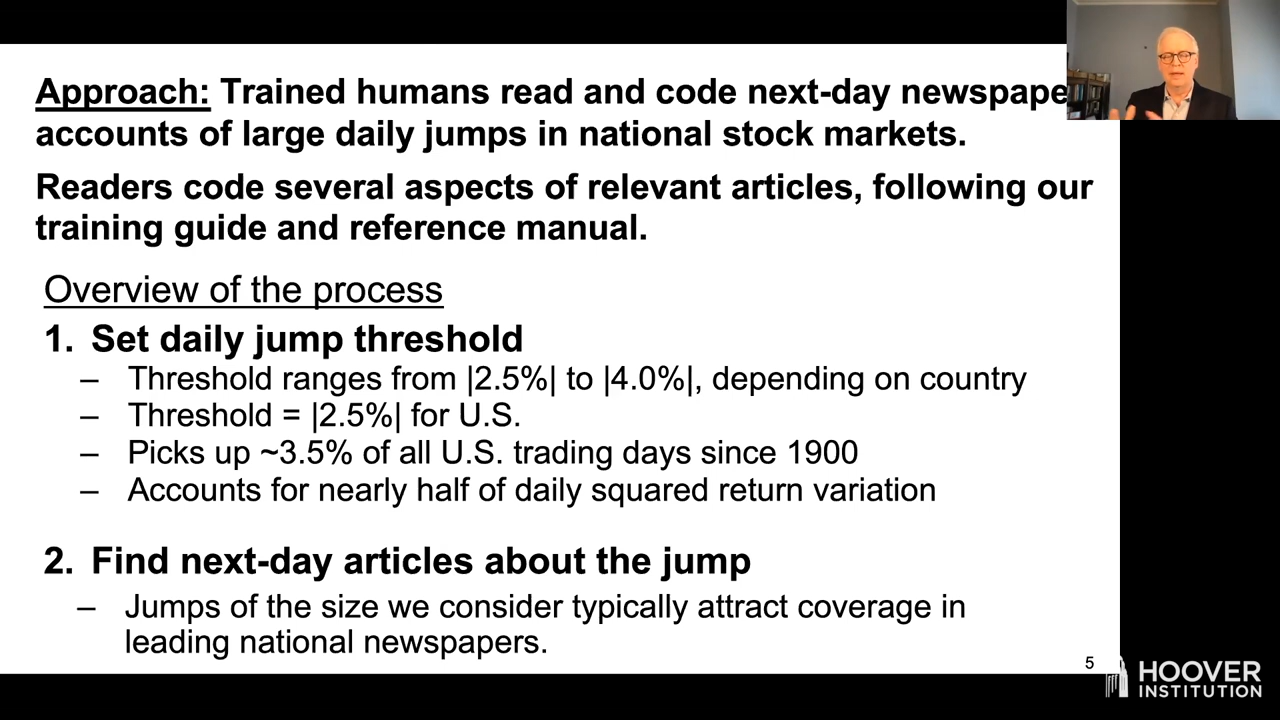 Approach: Trained humans read and code next-day newspape
accounts of large daily jumps in national stock markets.
Readers code several aspects of relevant articles, following our
training guide and reference manual.
Overview of the process
1. Set daily jump threshold
– Threshold ranges from |2.5%| to |4.0%|, depending on country
– Threshold = |2.5%| for U.S.
– Picks up ~3.5% of all U.S. trading days since 1900
– Accounts for nearly half of daily squared return variation
2. Find next-day articles about the jump
– Jumps of the size we consider typically attract coverage in
leading national newspapers.
5
HOOVER
INSTITUTION